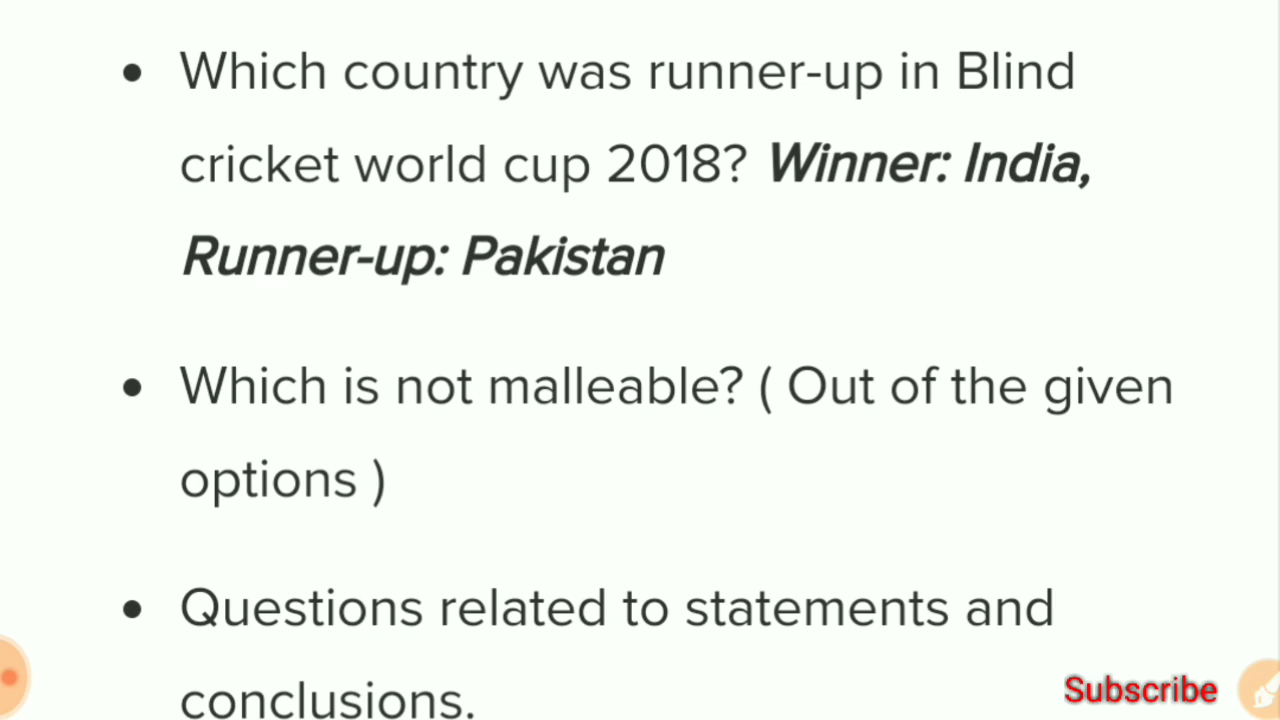 • Which country was runner-up in Blind
cricket world cup 2018? Winner: India,
Runner-up: Pakistan
• Which is not malleable? ( Out of the given
options )
• Questions related to statements and
conclusions.
Subscribe